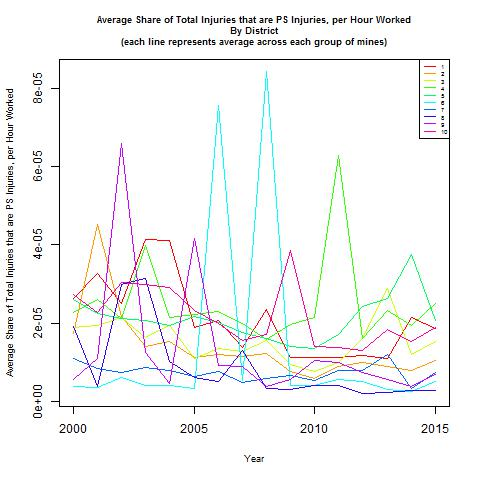 Average Share of Total Injuries that are PS Injuries, per Hour Worked
By District
(each line represents average across each group of mines)
Average Share of Total Injuries that are PS Injuries, per Hour Worked
8e-05
6e-05
4e-05
2e-05
0e+00
1
2
3
4
5
6
7
8
9
10
2000
2005
2010
2015
Year